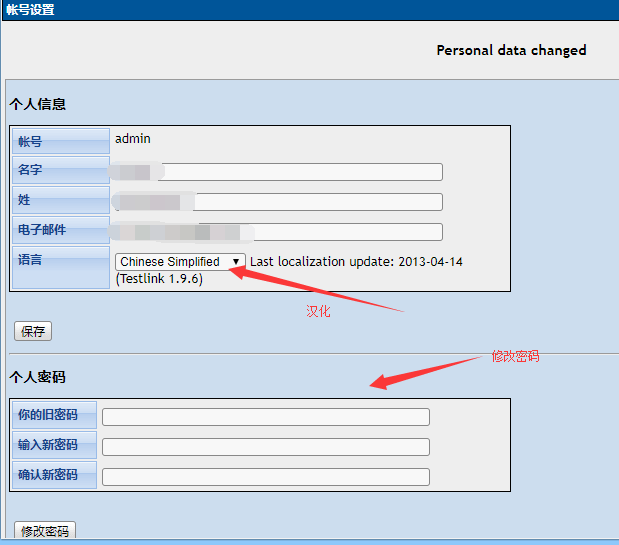 帐号设置
Personal data changed
个人信息
帐号 admin
名字
姓
电子邮件
语言 Chinese Simplified Last localization update: 2013-04-14
(Testlink 1.9.6)
汉化
保存
修改密码
个人密码
你的旧密码
输入新密码
确认新密码
修改密码